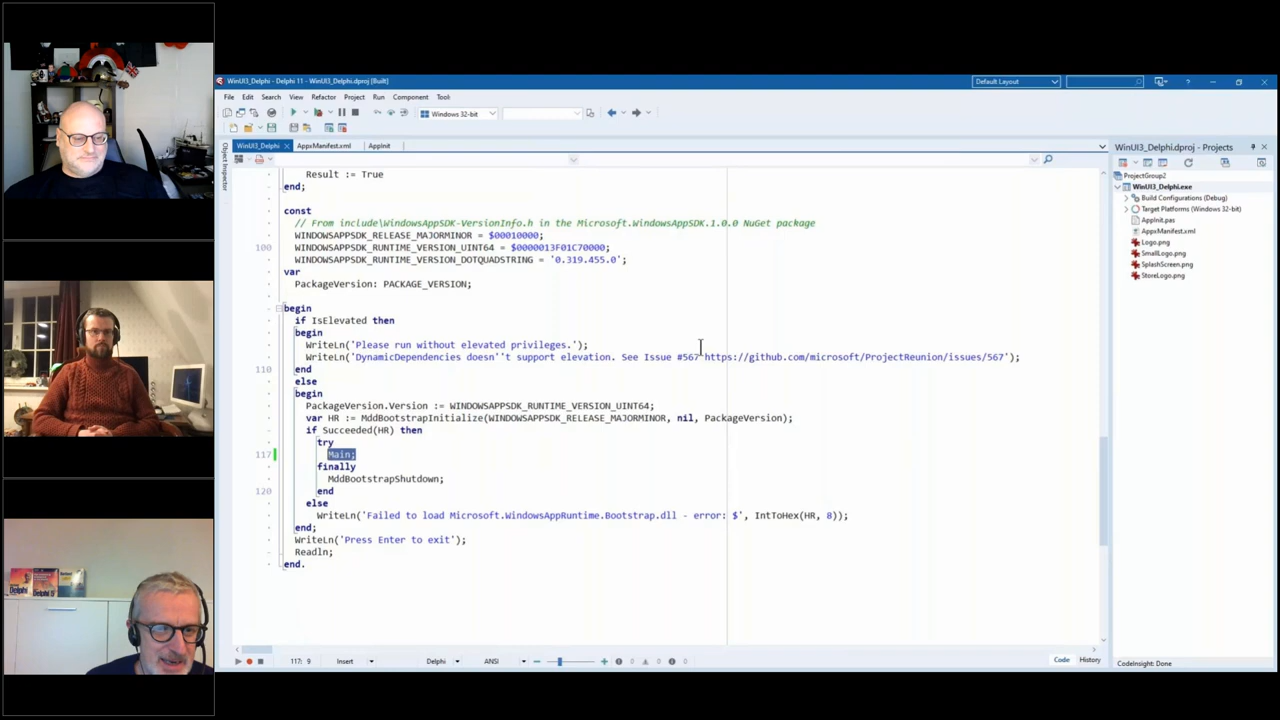 WinUI3_Delphi - Delphi 11 - WinUI3_Delphi.dproj [Built]
Default Layout
File Edit Search View Refactor Project Run Component Tools
Windows 32-bit
WinUI3_Delphi AppxManifest.xml AppInit
Object Inspector
Result := True
end;
const
// From include\WindowsAppSDK-VersionInfo.h in the Microsoft.WindowsAppSDK.1.0.0 NuGet package
WINDOWSAPPSDK_RELEASE_MAJORMINOR = $00010000;
100 WINDOWSAPPSDK_RUNTIME_VERSION_UINT64 = $0000013F01C70000;
WINDOWSAPPSDK_RUNTIME_VERSION_DOTQUADSTRING = '0.319.455.0';
var
PackageVersion: PACKAGE_VERSION;
begin
if IsElevated then
begin
WriteLn('Please run without elevated privileges.');
WriteLn('DynamicDependencies doesn''t support elevation. See Issue #567 https://github.com/microsoft/ProjectReunion/issues/567');
110 end
else
begin
PackageVersion.Version := WINDOWSAPPSDK_RUNTIME_VERSION_UINT64;
var HR := MddBootstrapInitialize(WINDOWSAPPSDK_RELEASE_MAJORMINOR, nil, PackageVersion);
if Succeeded(HR) then
try
117 Main;
finally
MddBootstrapShutdown;
120 end
else
WriteLn('Failed to load Microsoft.WindowsAppRuntime.Bootstrap.dll - error: $', IntToHex(HR, 8));
end;
WriteLn('Press Enter to exit');
Readln;
end.
117: 9 Insert Delphi ANSI 0 0 0 Code History
WinUI3_Delphi.dproj - Projects
ProjectGroup2
WinUI3_Delphi.exe
Build Configurations (Debug)
Target Platforms (Windows 32-bit)
AppInit.pas
AppxManifest.xml
Logo.png
SmallLogo.png
SplashScreen.png
StoreLogo.png
CodeInsight: Done
Delphi